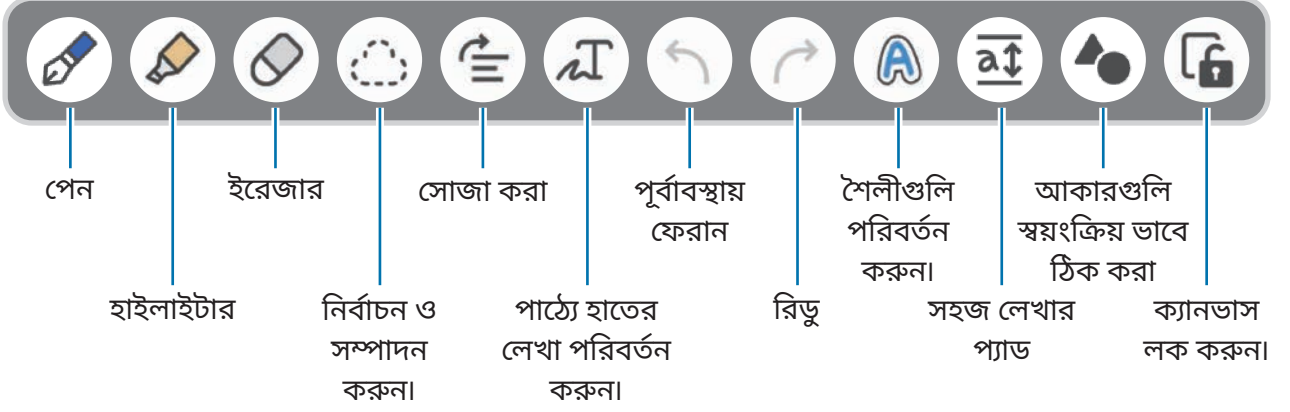 পেন
ইরেজার
সোজা করা
পূর্বাবস্থায়
ফেরান
শৈলীগুলি
পরিবর্তন
করুন।
আকারগুলি
স্বয়ংক্রিয় ভাবে
ঠিক করা
হাইলাইটার
নির্বাচন ও
সম্পাদন
করুন।
পাঠ্যে হাতের
লেখা পরিবর্তন
করুন।
রিডু
সহজ লেখার
প্যাড
ক্যানভাস
লক করুন।